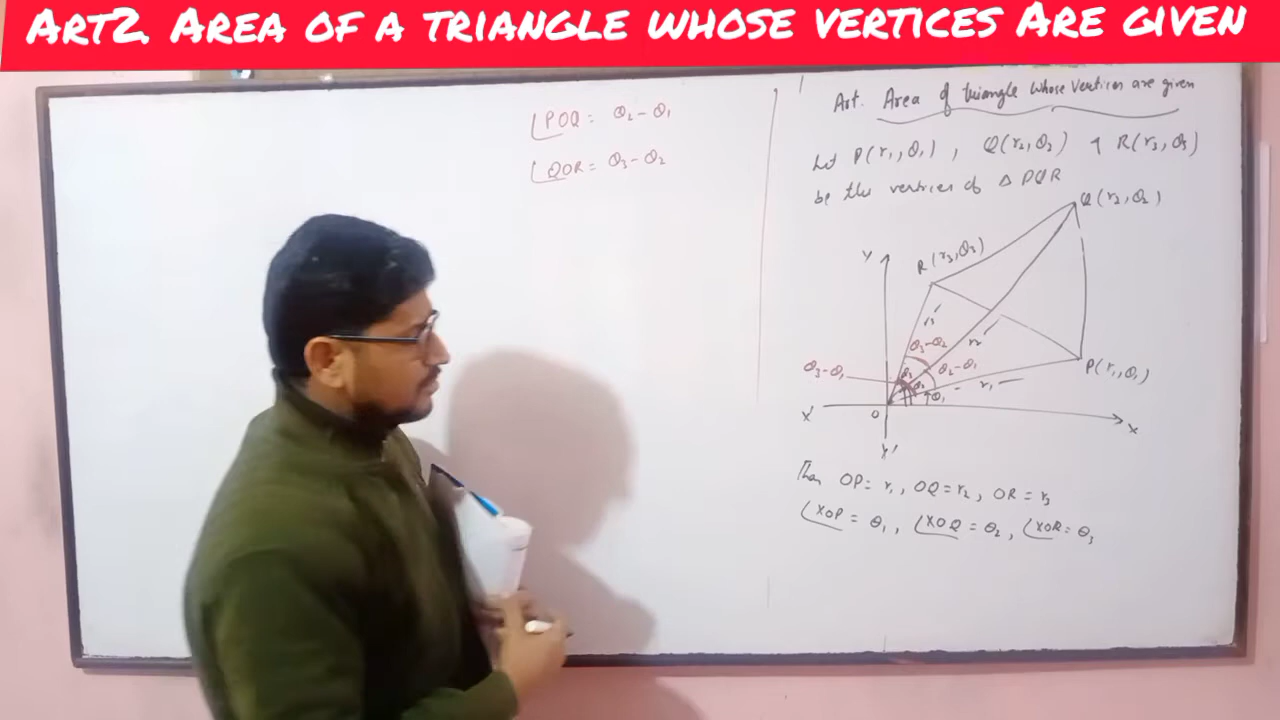 Art2. Area of a triangle whose vertices Are given
∠POQ = θ₂-θ₁
∠QOR = θ₃-θ₂
Art. Area of triangle whose vertices are given
Let P(r₁,θ₁), Q(r₂,θ₂) & R(r₃,θ₃)
be the vertices of Δ PQR
Q(r₂,θ₂)
Y
R(r₃,θ₃)
r₃
θ₃-θ₂
r₂
θ₃-θ₁
θ₃
θ₂
θ₂-θ₁
P(r₁,θ₁)
r₁
θ₁
X'
O
X
Y'
Then OP = r₁, OQ = r₂, OR = r₃
∠XOP = θ₁, ∠XOQ = θ₂, ∠XOR = θ₃